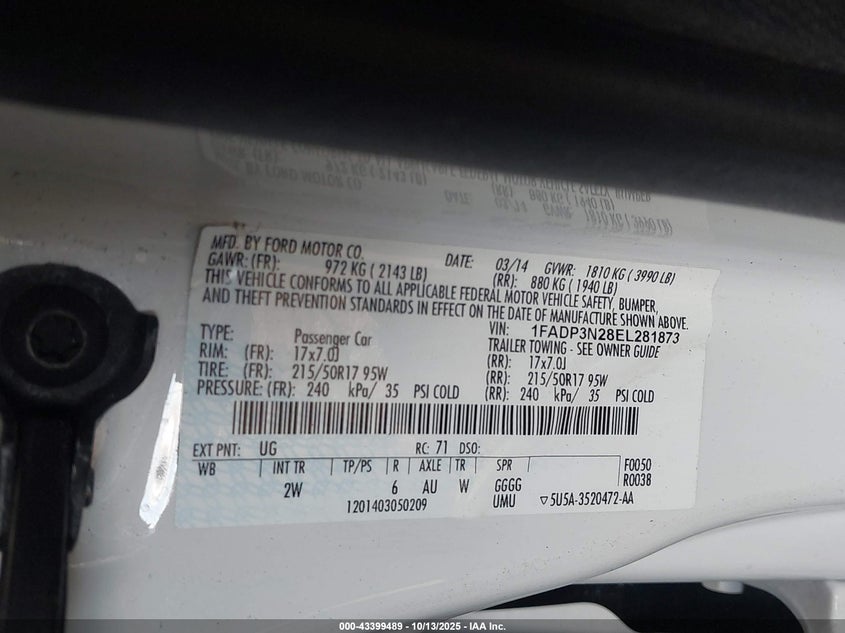 MFD. BY FORD MOTOR CO. DATE: 03/14 GVWR: 1810 KG ( 3990 LB)
GAWR: (FR): 972 KG ( 2143 LB) (RR): 880 KG ( 1940 LB)
THIS VEHICLE CONFORMS TO ALL APPLICABLE FEDERAL MOTOR VEHICLE SAFETY, BUMPER,
AND THEFT PREVENTION STANDARDS IN EFFECT ON THE DATE OF MANUFACTURE SHOWN ABOVE.
VIN: 1FADP3N28EL281873
TYPE: Passenger Car TRAILER TOWING - SEE OWNER GUIDE
RIM: (FR): 17x7.0J (RR): 17x7.0J
TIRE: (FR): 215/50R17 95W (RR): 215/50R17 95W
PRESSURE: (FR): 240 kPa/ 35 PSI COLD (RR): 240 kPa/ 35 PSI COLD
EXT PNT: UG RC: 71 DSO:
WB INT TR TP/PS R AXLE TR SPR F0050
R0038
2W 6 AU W GGGG
1201403050209 UMU ▽5U5A-3520472-AA
000-43399489 - 10/13/2025 - IAA Inc.